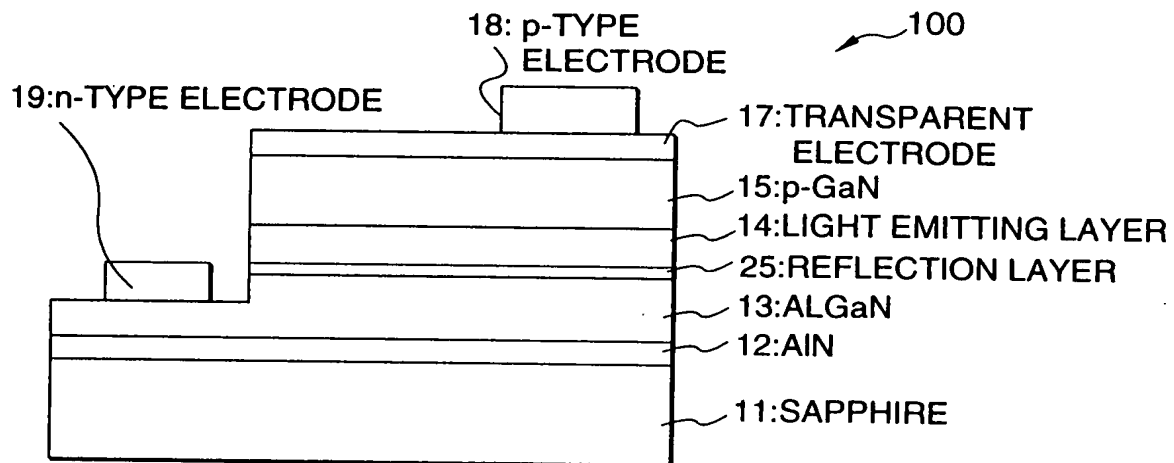 18: p-TYPE
ELECTRODE
100
19:n-TYPE ELECTRODE
17:TRANSPARENT
ELECTRODE
15:p-GaN
14:LIGHT EMITTING LAYER
25:REFLECTION LAYER
13:ALGaN
12:AlN
11:SAPPHIRE